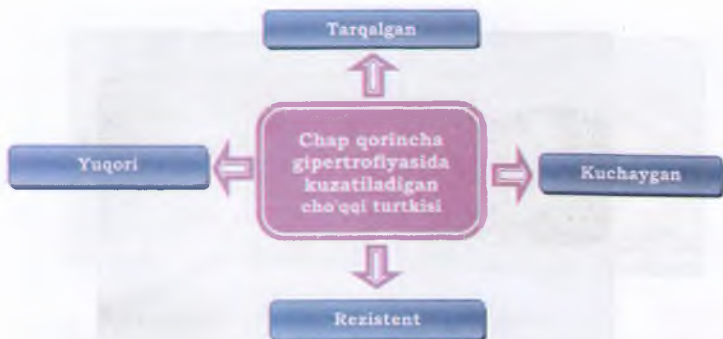 Tarqalgan
Yuqori
Chap qorincha
gipertrofiyasida
kuzatiladigan
cho'qqi turtkisi
Kuchaygan
Rezistent